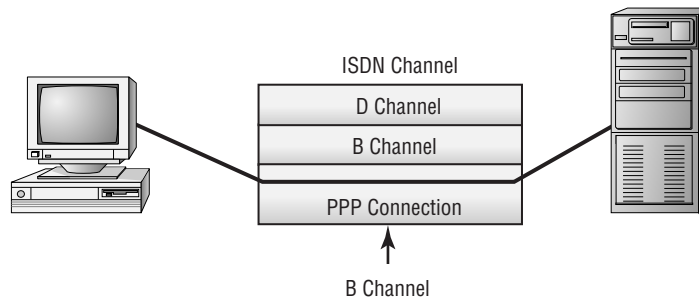 ISDN Channel
D Channel
B Channel
PPP Connection
B Channel